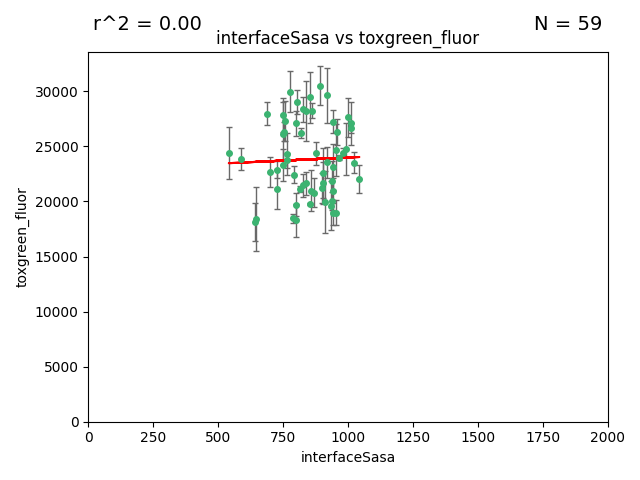 r^2 = 0.00
N = 59
interfaceSasa vs toxgreen_fluor
30000
25000
20000
15000
10000
5000
0
toxgreen_fluor
0 250 500 750 1000 1250 1500 1750 2000
interfaceSasa